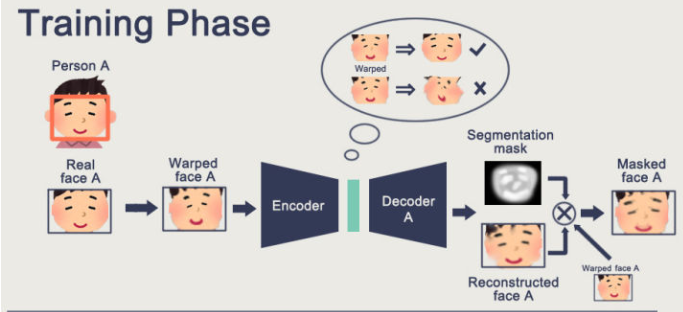 Training Phase
Person A
Warped
Real
face A
Warped
face A
Encoder
Decoder
A
Segmentation
mask
Reconstructed
face A
Masked
face A
Warped face A